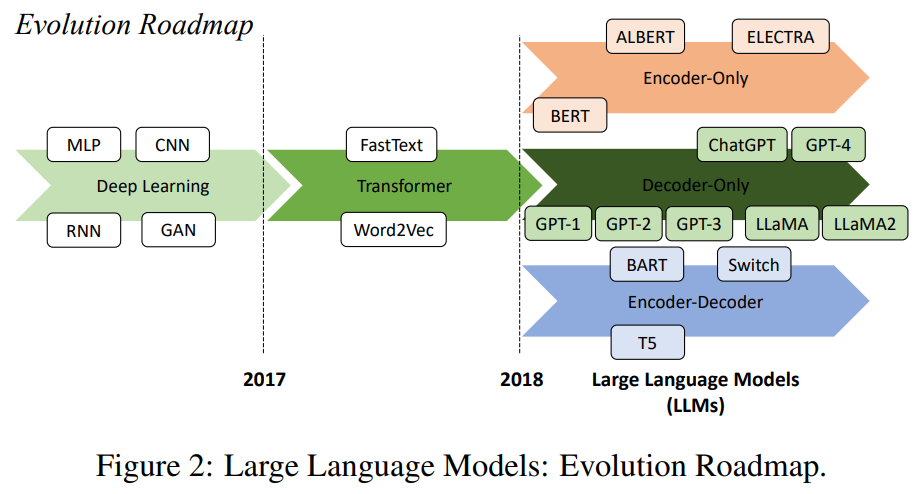 Evolution Roadmap
ALBERT
ELECTRA
Encoder-Only
BERT
MLP
CNN
Deep Learning
RNN
GAN
FastText
Transformer
Word2Vec
ChatGPT
GPT-4
Decoder-Only
GPT-1
GPT-2
GPT-3
LLaMA
LLaMA2
BART
Switch
Encoder-Decoder
T5
2017
2018
Large Language Models
(LLMs)
Figure 2: Large Language Models: Evolution Roadmap.